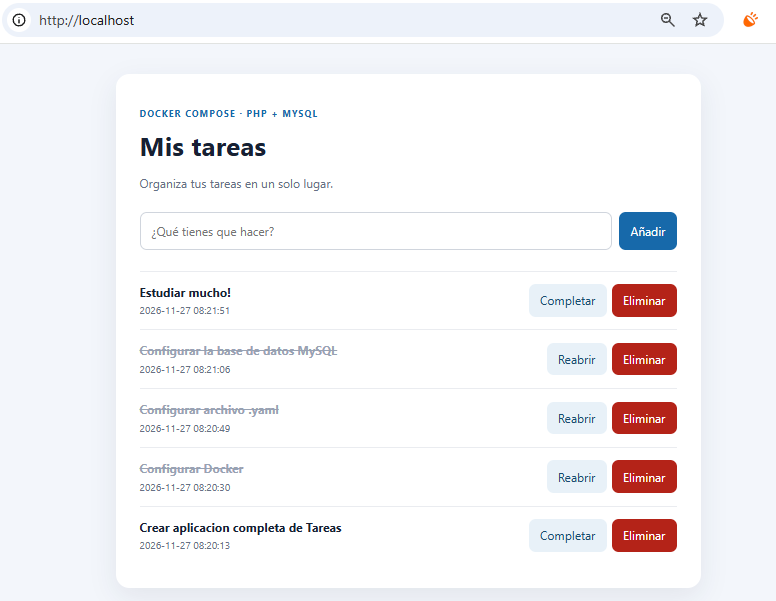 http://localhost
DOCKER COMPOSE · PHP + MYSQL
Mis tareas
Organiza tus tareas en un solo lugar.
¿Qué tienes que hacer?
Añadir
Estudiar mucho!
2026-11-27 08:21:51
Completar
Eliminar
Configurar la base de datos MySQL
2026-11-27 08:21:06
Reabrir
Eliminar
Configurar archivo .yaml
2026-11-27 08:20:49
Reabrir
Eliminar
Configurar Docker
2026-11-27 08:20:30
Reabrir
Eliminar
Crear aplicacion completa de Tareas
2026-11-27 08:20:13
Completar
Eliminar